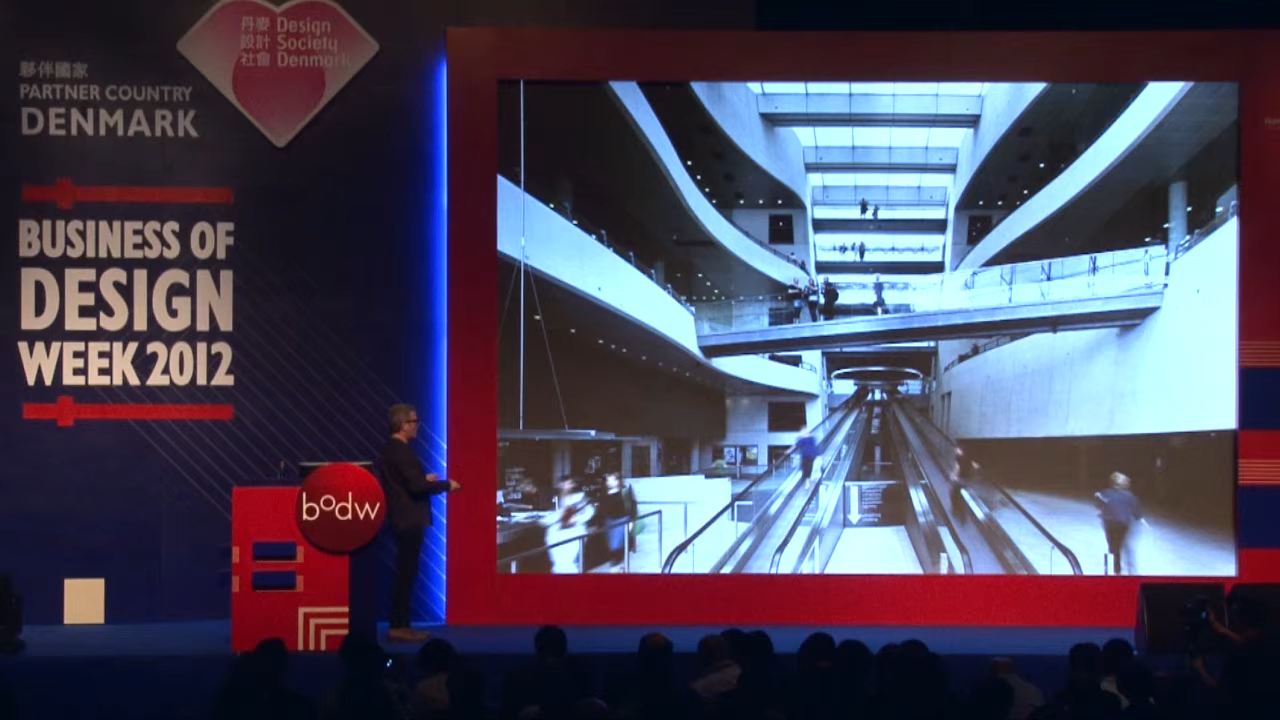 丹麥 Design
設計 Society
社會 Denmark
夥伴國家
PARTNER COUNTRY
DENMARK
BUSINESS OF
DESIGN
WEEK 2012
bodw